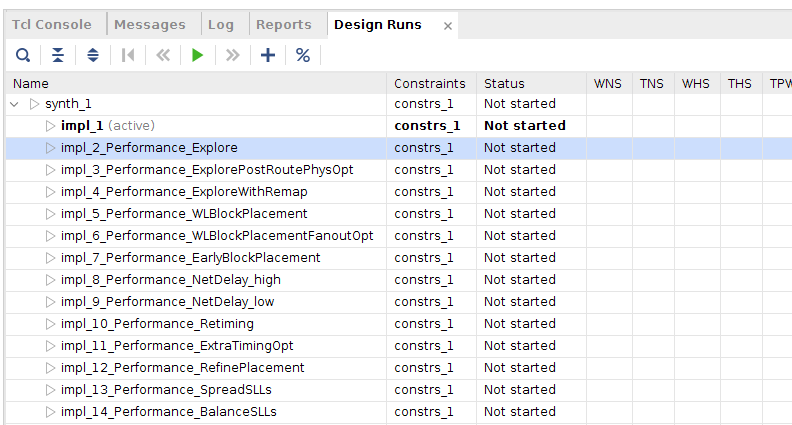 Tcl Console Messages Log Reports Design Runs
Name Constraints Status WNS TNS WHS THS TPW
synth_1 constrs_1 Not started
impl_1 (active) constrs_1 Not started
impl_2_Performance_Explore constrs_1 Not started
impl_3_Performance_ExplorePostRoutePhysOpt constrs_1 Not started
impl_4_Performance_ExploreWithRemap constrs_1 Not started
impl_5_Performance_WLBlockPlacement constrs_1 Not started
impl_6_Performance_WLBlockPlacementFanoutOpt constrs_1 Not started
impl_7_Performance_EarlyBlockPlacement constrs_1 Not started
impl_8_Performance_NetDelay_high constrs_1 Not started
impl_9_Performance_NetDelay_low constrs_1 Not started
impl_10_Performance_Retiming constrs_1 Not started
impl_11_Performance_ExtraTimingOpt constrs_1 Not started
impl_12_Performance_RefinePlacement constrs_1 Not started
impl_13_Performance_SpreadSLLs constrs_1 Not started
impl_14_Performance_BalanceSLLs constrs_1 Not started